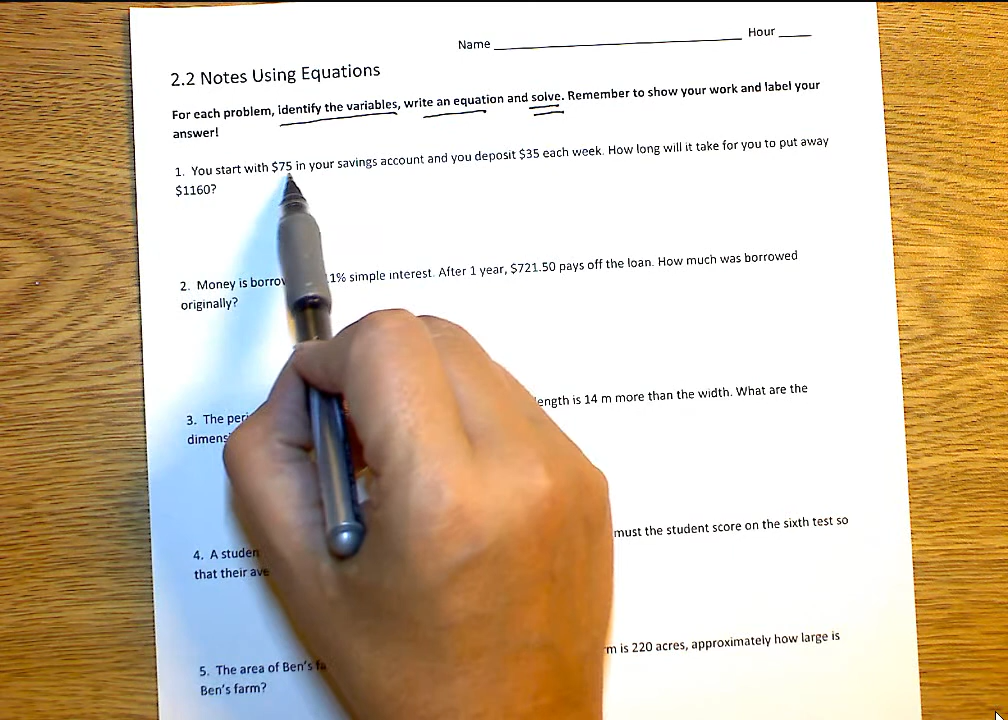 Name Hour
2.2 Notes Using Equations
For each problem, identify the variables, write an equation and solve. Remember to show your work and label your
answer!
1. You start with $75 in your savings account and you deposit $35 each week. How long will it take for you to put away
$1160?
2. Money is 1% simple interest. After 1 year, $721.50 pays off the loan. How much was borrowed
originally?
3. The length is 14 m more than the width. What are the
4. A must the student score on the sixth test so
that their
5. The area of Ben's is 220 acres, approximately how large is
Ben's farm?